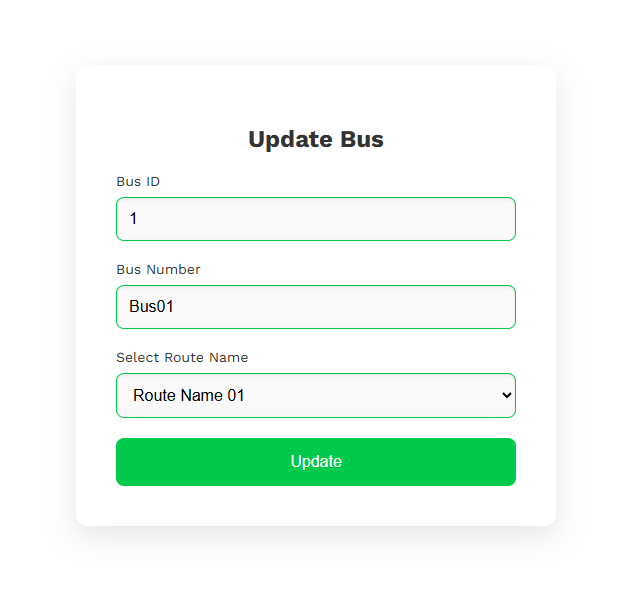 Update Bus
Bus ID
1
Bus Number
Bus01
Select Route Name
Route Name 01
Update